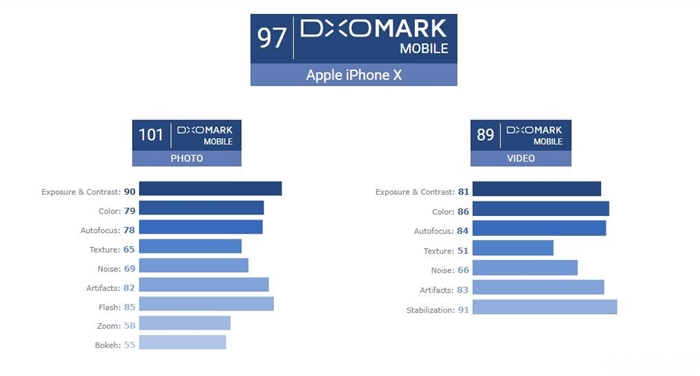 97 DXOMARK
MOBILE
Apple iPhone X
101 DXOMARK
MOBILE
PHOTO
Exposure & Contrast: 90
Color: 79
Autofocus: 78
Texture: 65
Noise: 69
Artifacts: 82
Flash: 85
Zoom: 58
Bokeh: 55
89 DXOMARK
MOBILE
VIDEO
Exposure & Contrast: 81
Color: 86
Autofocus: 84
Texture: 51
Noise: 66
Artifacts: 83
Stabilization: 91